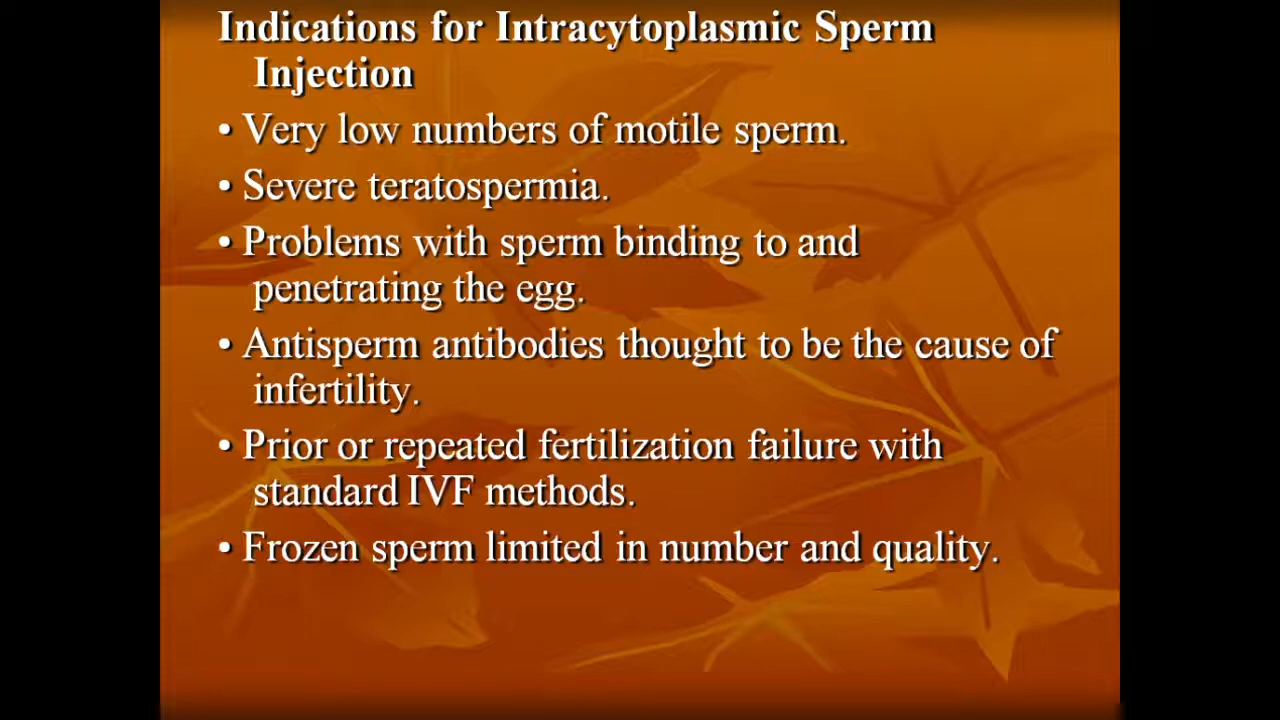 Indications for Intracytoplasmic Sperm
Injection
• Very low numbers of motile sperm.
• Severe teratospermia.
• Problems with sperm binding to and
penetrating the egg.
• Antisperm antibodies thought to be the cause of
infertility.
• Prior or repeated fertilization failure with
standard IVF methods.
• Frozen sperm limited in number and quality.